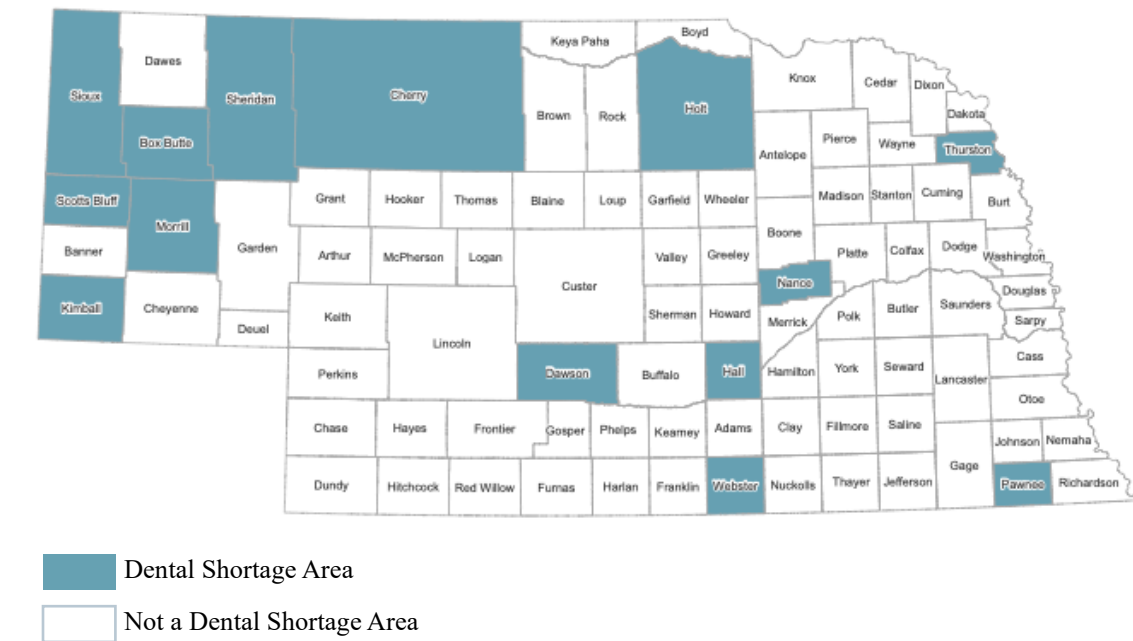 Keya Paha
Boyd
Dawes
Knox
Cedar
Dixon
Sioux
Sheridan
Cherry
Holt
Brown
Rock
Dakota
Box Butte
Pierce
Wayne
Thurston
Antelope
Scotts Bluff
Grant
Hooker
Thomas
Blaine
Loup
Garfield
Wheeler
Madison
Stanton
Cuming
Burt
Morrill
Boone
Banner
Garden
Arthur
McPherson
Logan
Valley
Greeley
Platte
Colfax
Dodge
Washington
Custer
Nance
Douglas
Kimball
Cheyenne
Keith
Sherman
Howard
Merrick
Polk
Butler
Saunders
Sarpy
Deuel
Lincoln
Cass
Perkins
Dawson
Buffalo
Hall
Hamilton
York
Seward
Lancaster
Otoe
Chase
Hayes
Frontier
Gosper
Phelps
Kearney
Adams
Clay
Fillmore
Saline
Johnson
Nemaha
Gage
Dundy
Hitchcock
Red Willow
Furnas
Harlan
Franklin
Webster
Nuckolls
Thayer
Jefferson
Pawnee
Richardson
Dental Shortage Area
Not a Dental Shortage Area